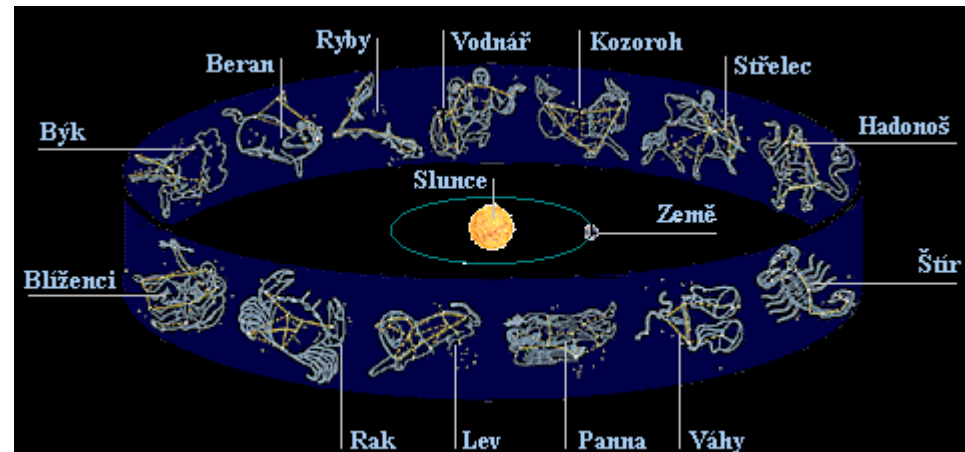 Ryby
Vodnář
Kozoroh
Beran
Střelec
Býk
Hadonoš
Slunce
Země
Blíženci
Štír
Rak
Lev
Panna
Váhy